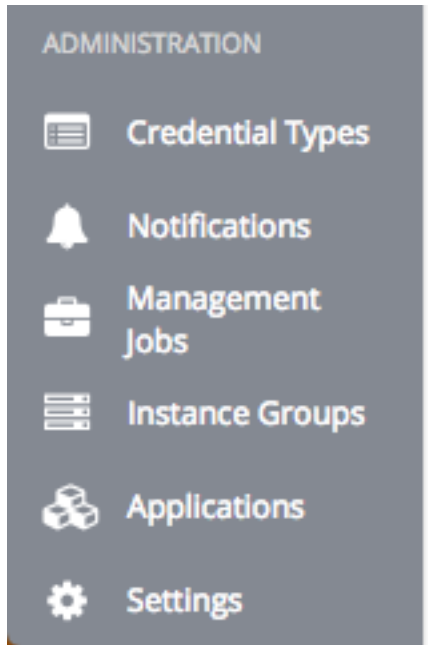 ADMINISTRATION
Credential Types
Notifications
Management
Jobs
Instance Groups
Applications
Settings